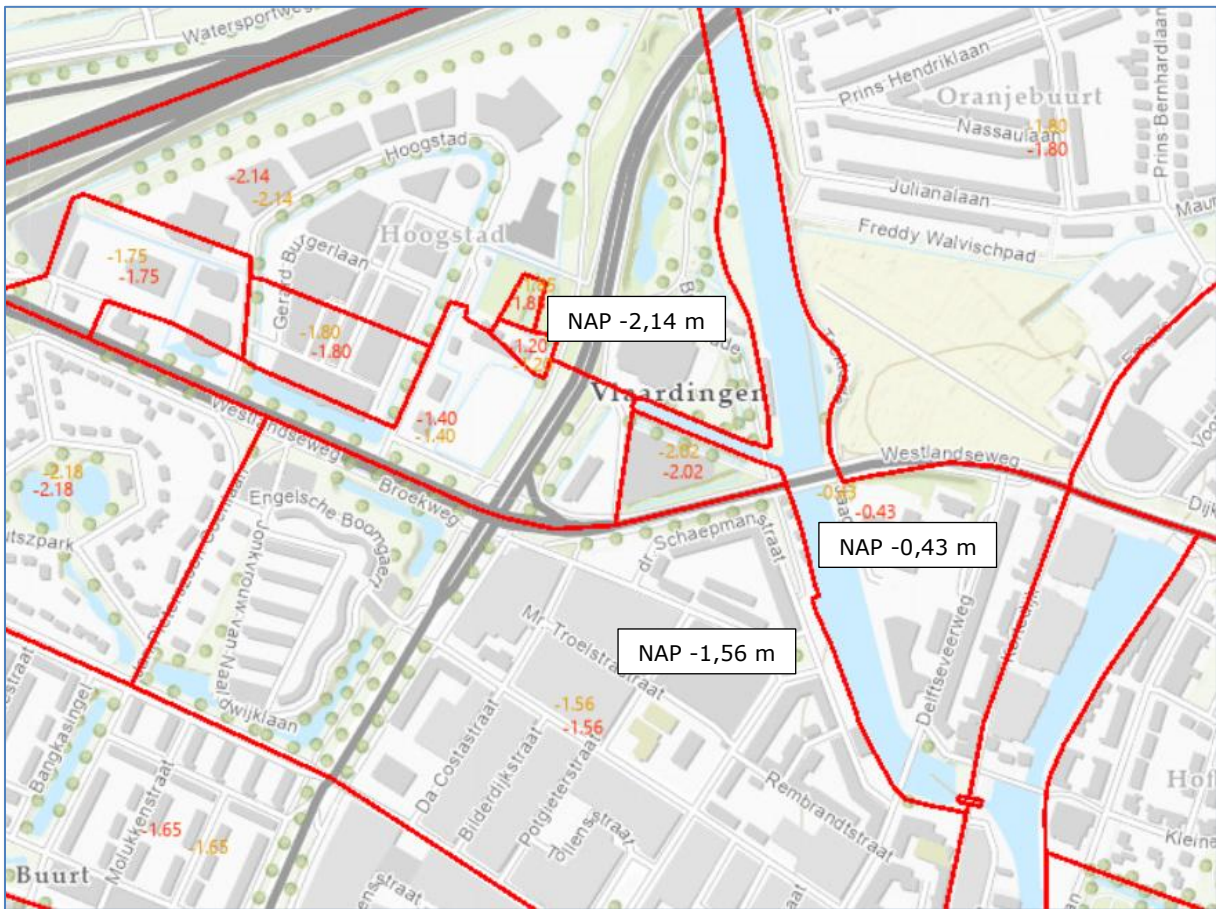 Watersportweg
Prins Hendriklaan
Prins Bernhardlaan
Oranjebuurt
Nassaulaan
-1.80
-1.80
Hoogstad
-2.14
-2.14
Julianalaan
Freddy Walvischpad
Hoogstad
Gerard Burgerlaan
-1.75
-1.75
NAP -2,14 m
-1.80
-1.80
1.20
Vlaardingen
-1.40
-1.40
Westlandseweg
Westlandseweg
-2.02
-2.02
-2.18
-2.18
Broekweg
Engelsche Boomgaert
-0.43
-0.43
dr. Schaepmanstraat
NAP -0,43 m
Jonkvrouw van Naaldwijklaan
Mr. Troelstrastraat
NAP -1,56 m
Delftseveerweg
-1.56
-1.56
Bangkasingel
Da Costastraat
Bilderdijkstraat
Potgieterstraat
Tollensstraat
Rembrandtstraat
Molukkenstraat
-1.65
-1.65
Buurt
Kleine